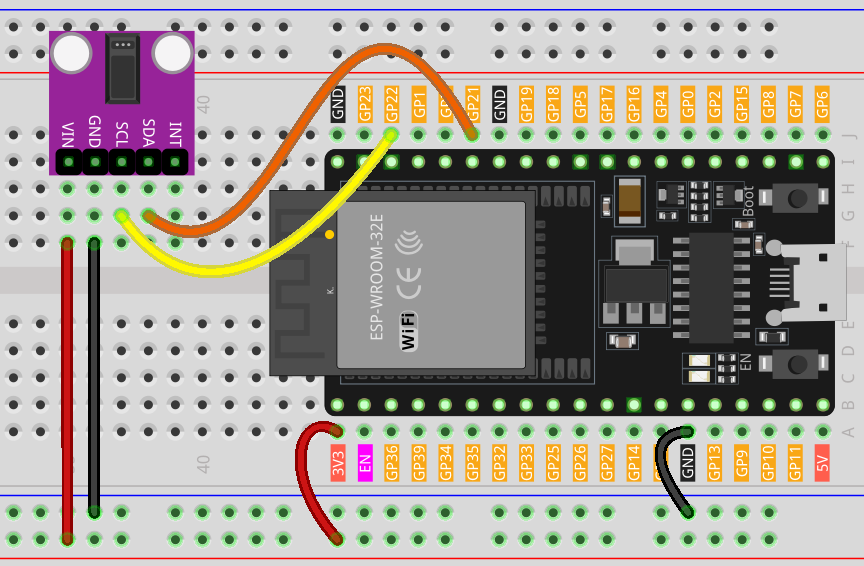 VIN
GND
SCL
SDA
INT
40
GND
GP23
GP22
GP1
GP21
GND
GP19
GP18
GP5
GP17
GP16
GP4
GP0
GP2
GP15
GP8
GP7
GP6
J
I
H
G
F
ESP-WROOM-32E
CE
WiFi
K.
Boot
EN
E
D
C
B
A
40
3V3
EN
GP36
GP39
GP34
GP35
GP32
GP33
GP25
GP26
GP27
GP14
GND
GP13
GP9
GP10
GP11
5V